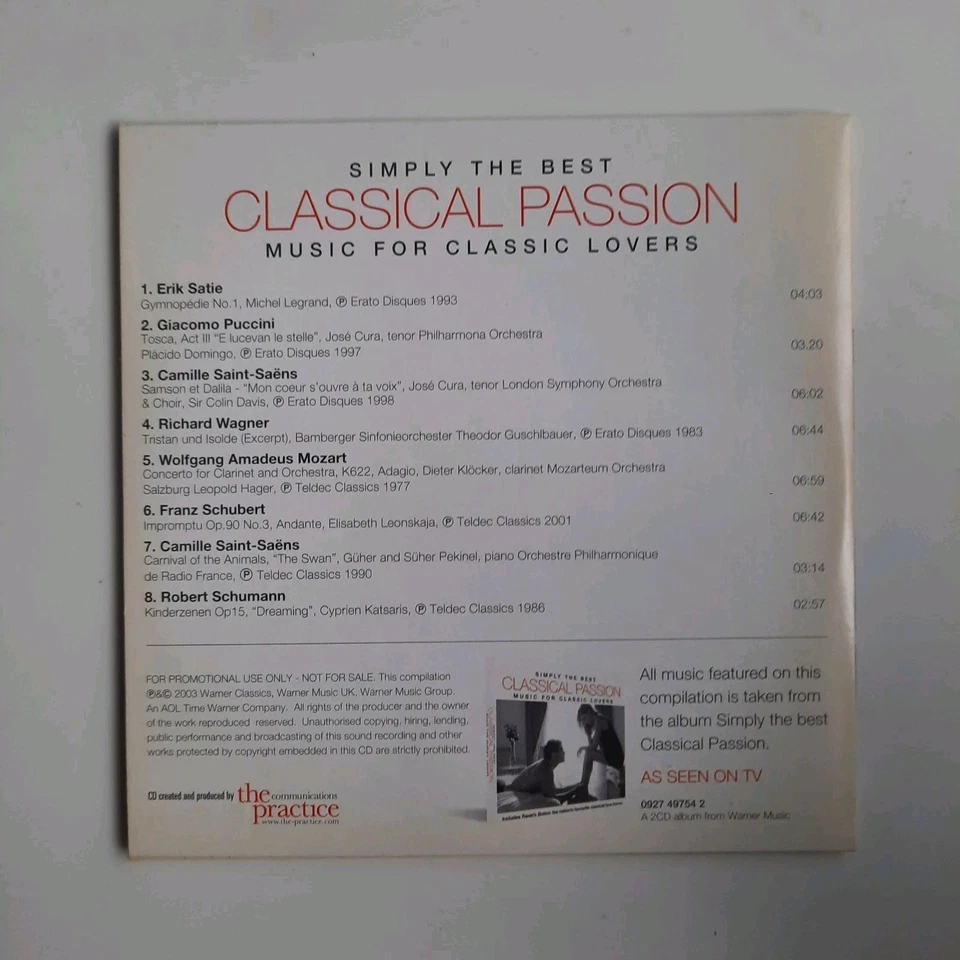 SIMPLY THE BEST
CLASSICAL PASSION
MUSIC FOR CLASSIC LOVERS
1. Erik Satie
Gymnopédie No.1, Michel Legrand, ℗ Erato Disques 1993 04:03
2. Giacomo Puccini
Tosca, Act III "E lucevan le stelle", José Cura, tenor Philharmona Orchestra
Plácido Domingo, ℗ Erato Disques 1997 03.20
3. Camille Saint-Saëns
Samson et Dalila - "Mon coeur s'ouvre à ta voix", José Cura, tenor London Symphony Orchestra
& Choir, Sir Colin Davis, ℗ Erato Disques 1998 06:02
4. Richard Wagner
Tristan und Isolde (Excerpt), Bamberger Sinfonieorchester Theodor Guschlbauer, ℗ Erato Disques 1983 06:44
5. Wolfgang Amadeus Mozart
Concerto for Clarinet and Orchestra, K622, Adagio, Dieter Klöcker, clarinet Mozarteum Orchestra
Salzburg Leopold Hager, ℗ Teldec Classics 1977 06:59
6. Franz Schubert
Impromptu Op.90 No.3, Andante, Elisabeth Leonskaja, ℗ Teldec Classics 2001 06:42
7. Camille Saint-Saëns
Carnival of the Animals, "The Swan", Güher and Süher Pekinel, piano Orchestre Philharmonique
de Radio France, ℗ Teldec Classics 1990 03:14
8. Robert Schumann
Kinderzenen Op15, "Dreaming", Cyprien Katsaris, ℗ Teldec Classics 1986 02:57
FOR PROMOTIONAL USE ONLY - NOT FOR SALE. This compilation
℗&© 2003 Warner Classics, Warner Music UK. Warner Music Group.
An AOL Time Warner Company. All rights of the producer and the owner
of the work reproduced reserved. Unauthorised copying, hiring, lending,
public performance and broadcasting of this sound recording and other
works protected by copyright embedded in this CD are strictly prohibited.
CD created and produced by the communications
practice
www.the-practice.com
SIMPLY THE BEST
CLASSICAL PASSION
MUSIC FOR CLASSIC LOVERS
All music featured on this
compilation is taken from
the album Simply the best
Classical Passion.
AS SEEN ON TV
0927 49754 2
A 2CD album from Warner Music